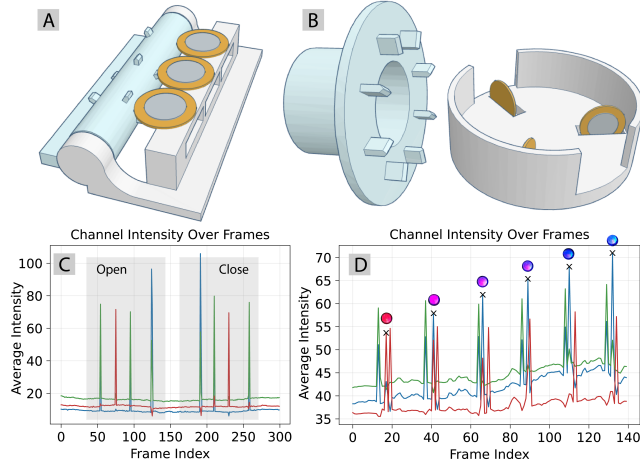 A
B
Channel Intensity Over Frames
C
Open
Close
100
80
60
40
20
0
50
100
150
200
250
300
Average Intensity
Frame Index
Channel Intensity Over Frames
D
70
65
60
55
50
45
40
35
0
20
40
60
80
100
120
140
Average Intensity
Frame Index